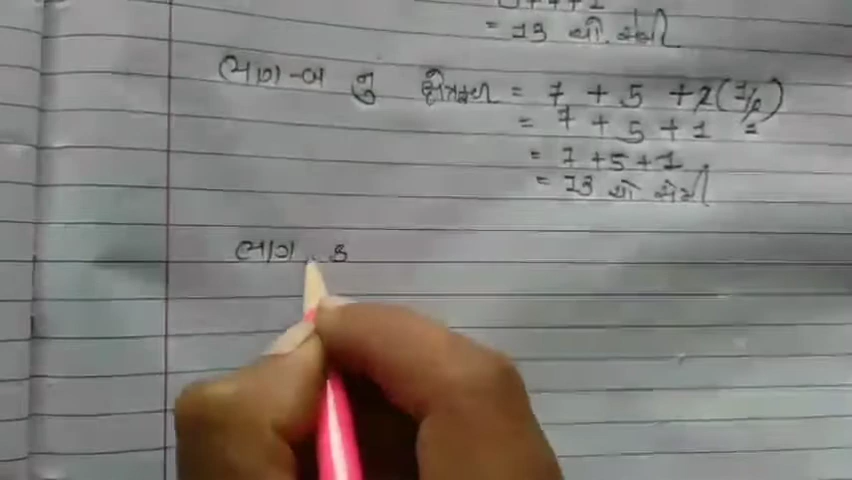 = 13 ચો. સેમી
ભાગ-બ નુ ક્ષેત્રફળ = 7 + 5 + 2(1/2)
= 7 + 5 + 1
= 7 + 5 + 1
= 13 ચો સેમી
ભાગ. ક